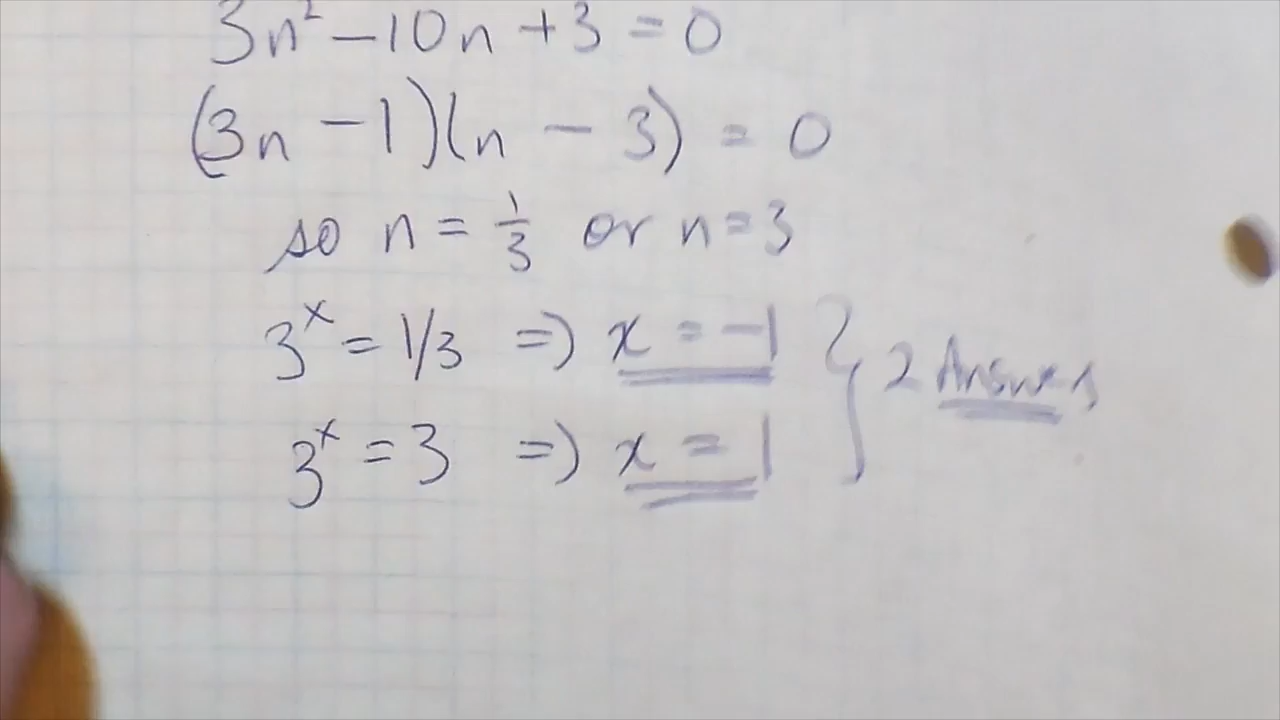 3n² - 10n + 3 = 0
(3n - 1)(n - 3) = 0
so n = 1/3 or n = 3
3ˣ = 1/3 => x = -1
2 Answers
3ˣ = 3 => x = 1